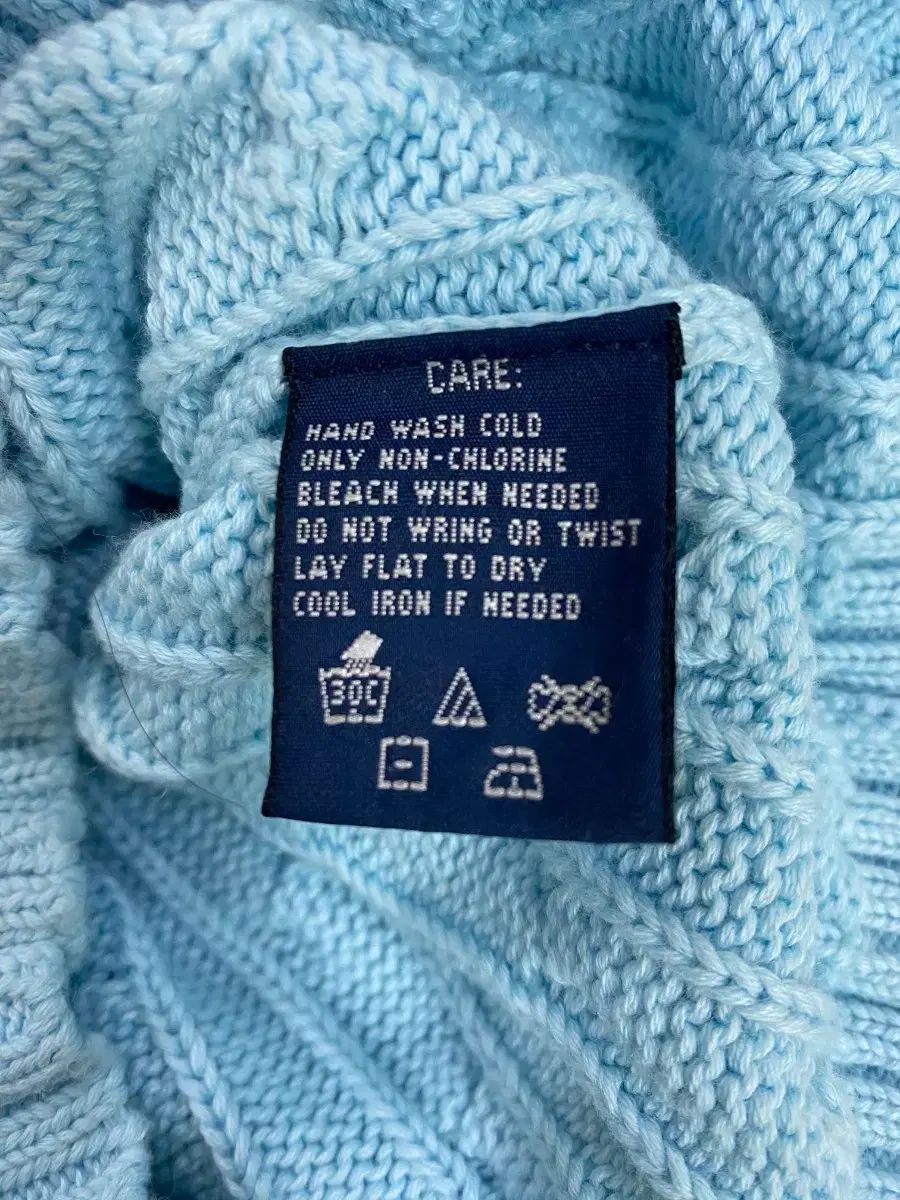 CARE:
HAND WASH COLD
ONLY NON-CHLORINE
BLEACH WHEN NEEDED
DO NOT WRING OR TWIST
LAY FLAT TO DRY
COOL IRON IF NEEDED
30C